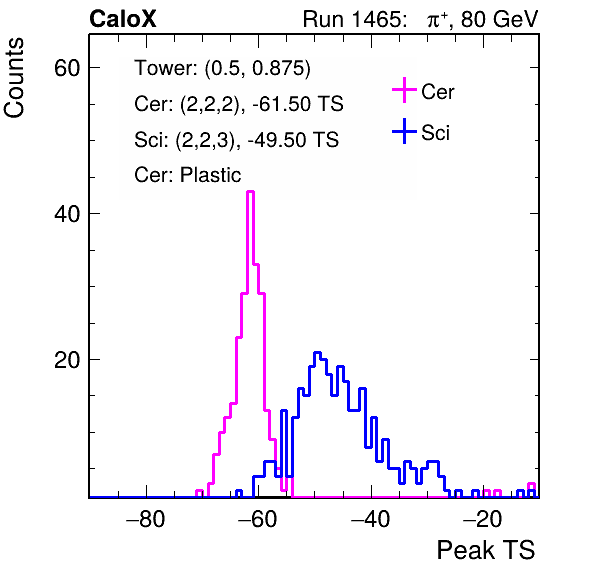 CaloX Run 1465: π+, 80 GeV
Counts
Tower: (0.5, 0.875)
Cer: (2,2,2), -61.50 TS
Sci: (2,2,3), -49.50 TS
Cer: Plastic
Cer
Sci
60
40
20
−80 −60 −40 −20
Peak TS